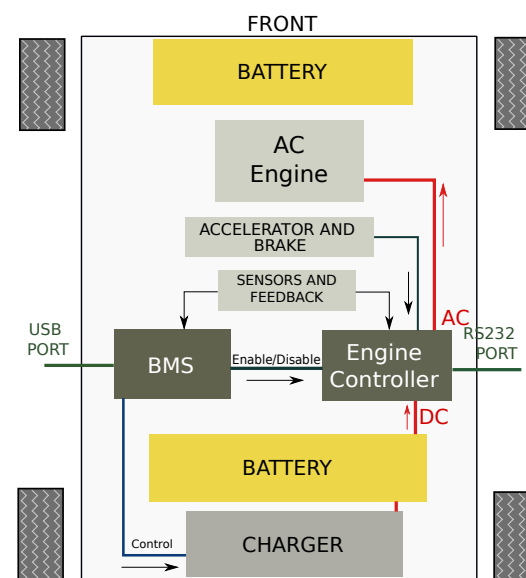 FRONT
BATTERY
AC
Engine
ACCELERATOR AND
BRAKE
SENSORS AND
FEEDBACK
USB
PORT
AC
RS232
PORT
BMS
Enable/Disable
Engine
Controller
DC
BATTERY
Control
CHARGER